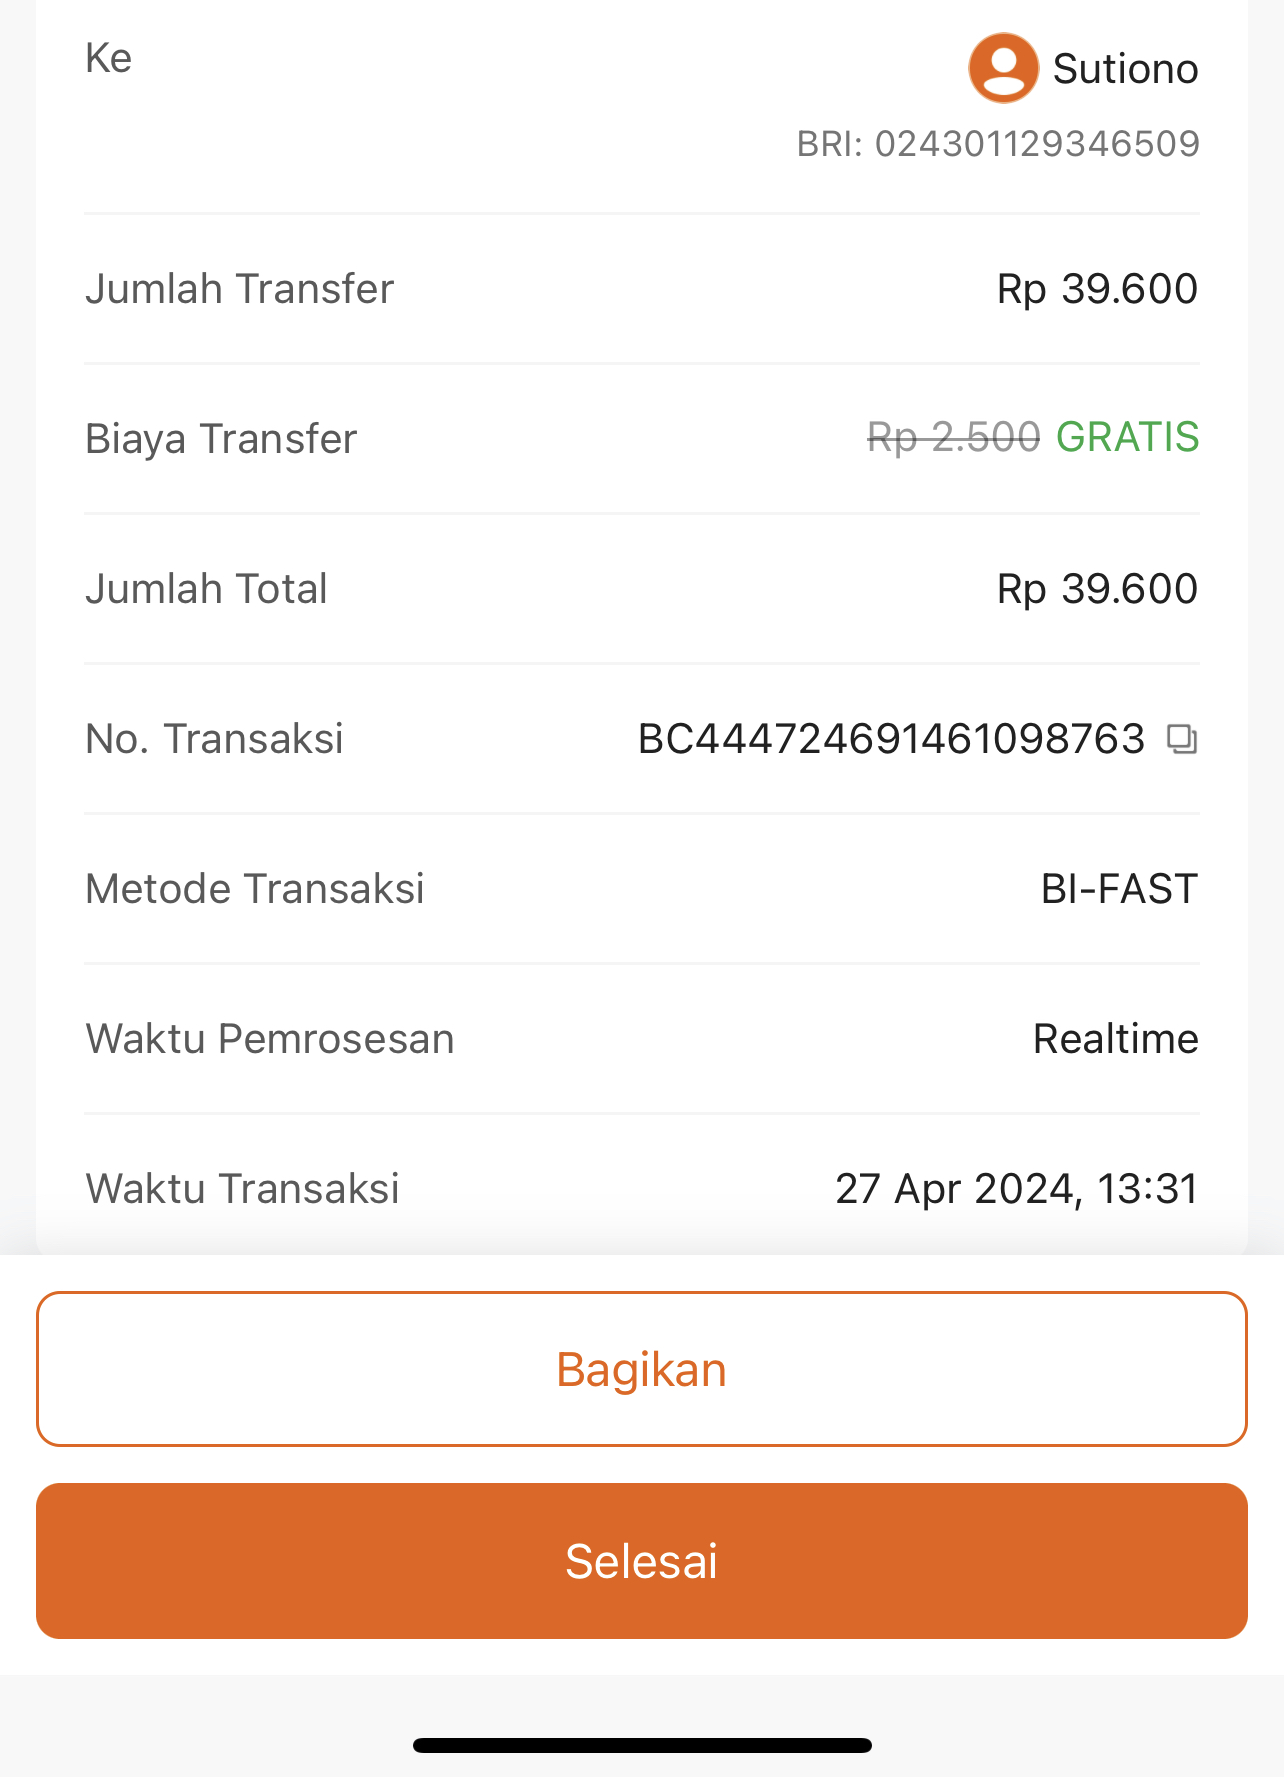 Ke
Sutiono
BRI: 024301129346509
Jumlah Transfer Rp 39.600
Biaya Transfer Rp 2.500 GRATIS
Jumlah Total Rp 39.600
No. Transaksi BC444724691461098763
Metode Transaksi BI-FAST
Waktu Pemrosesan Realtime
Waktu Transaksi 27 Apr 2024, 13:31
Bagikan
Selesai